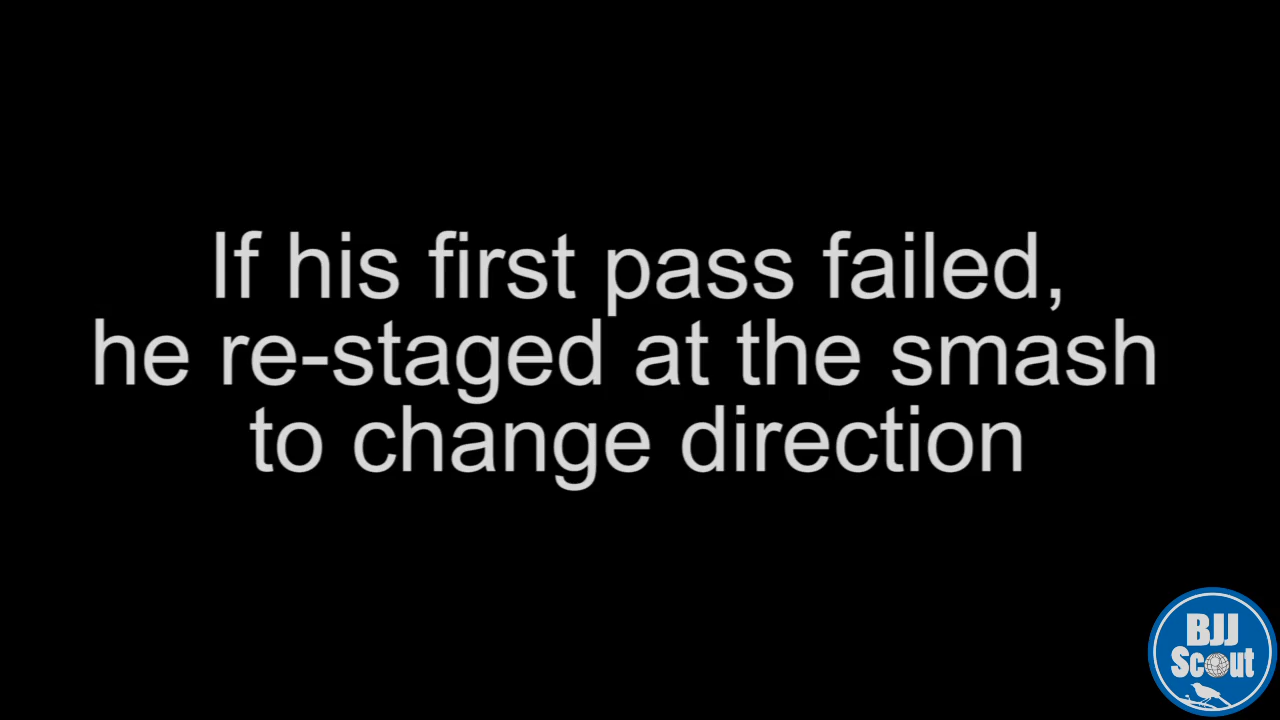 If his first pass failed,
he re-staged at the smash
to change direction
BJJ
Scout